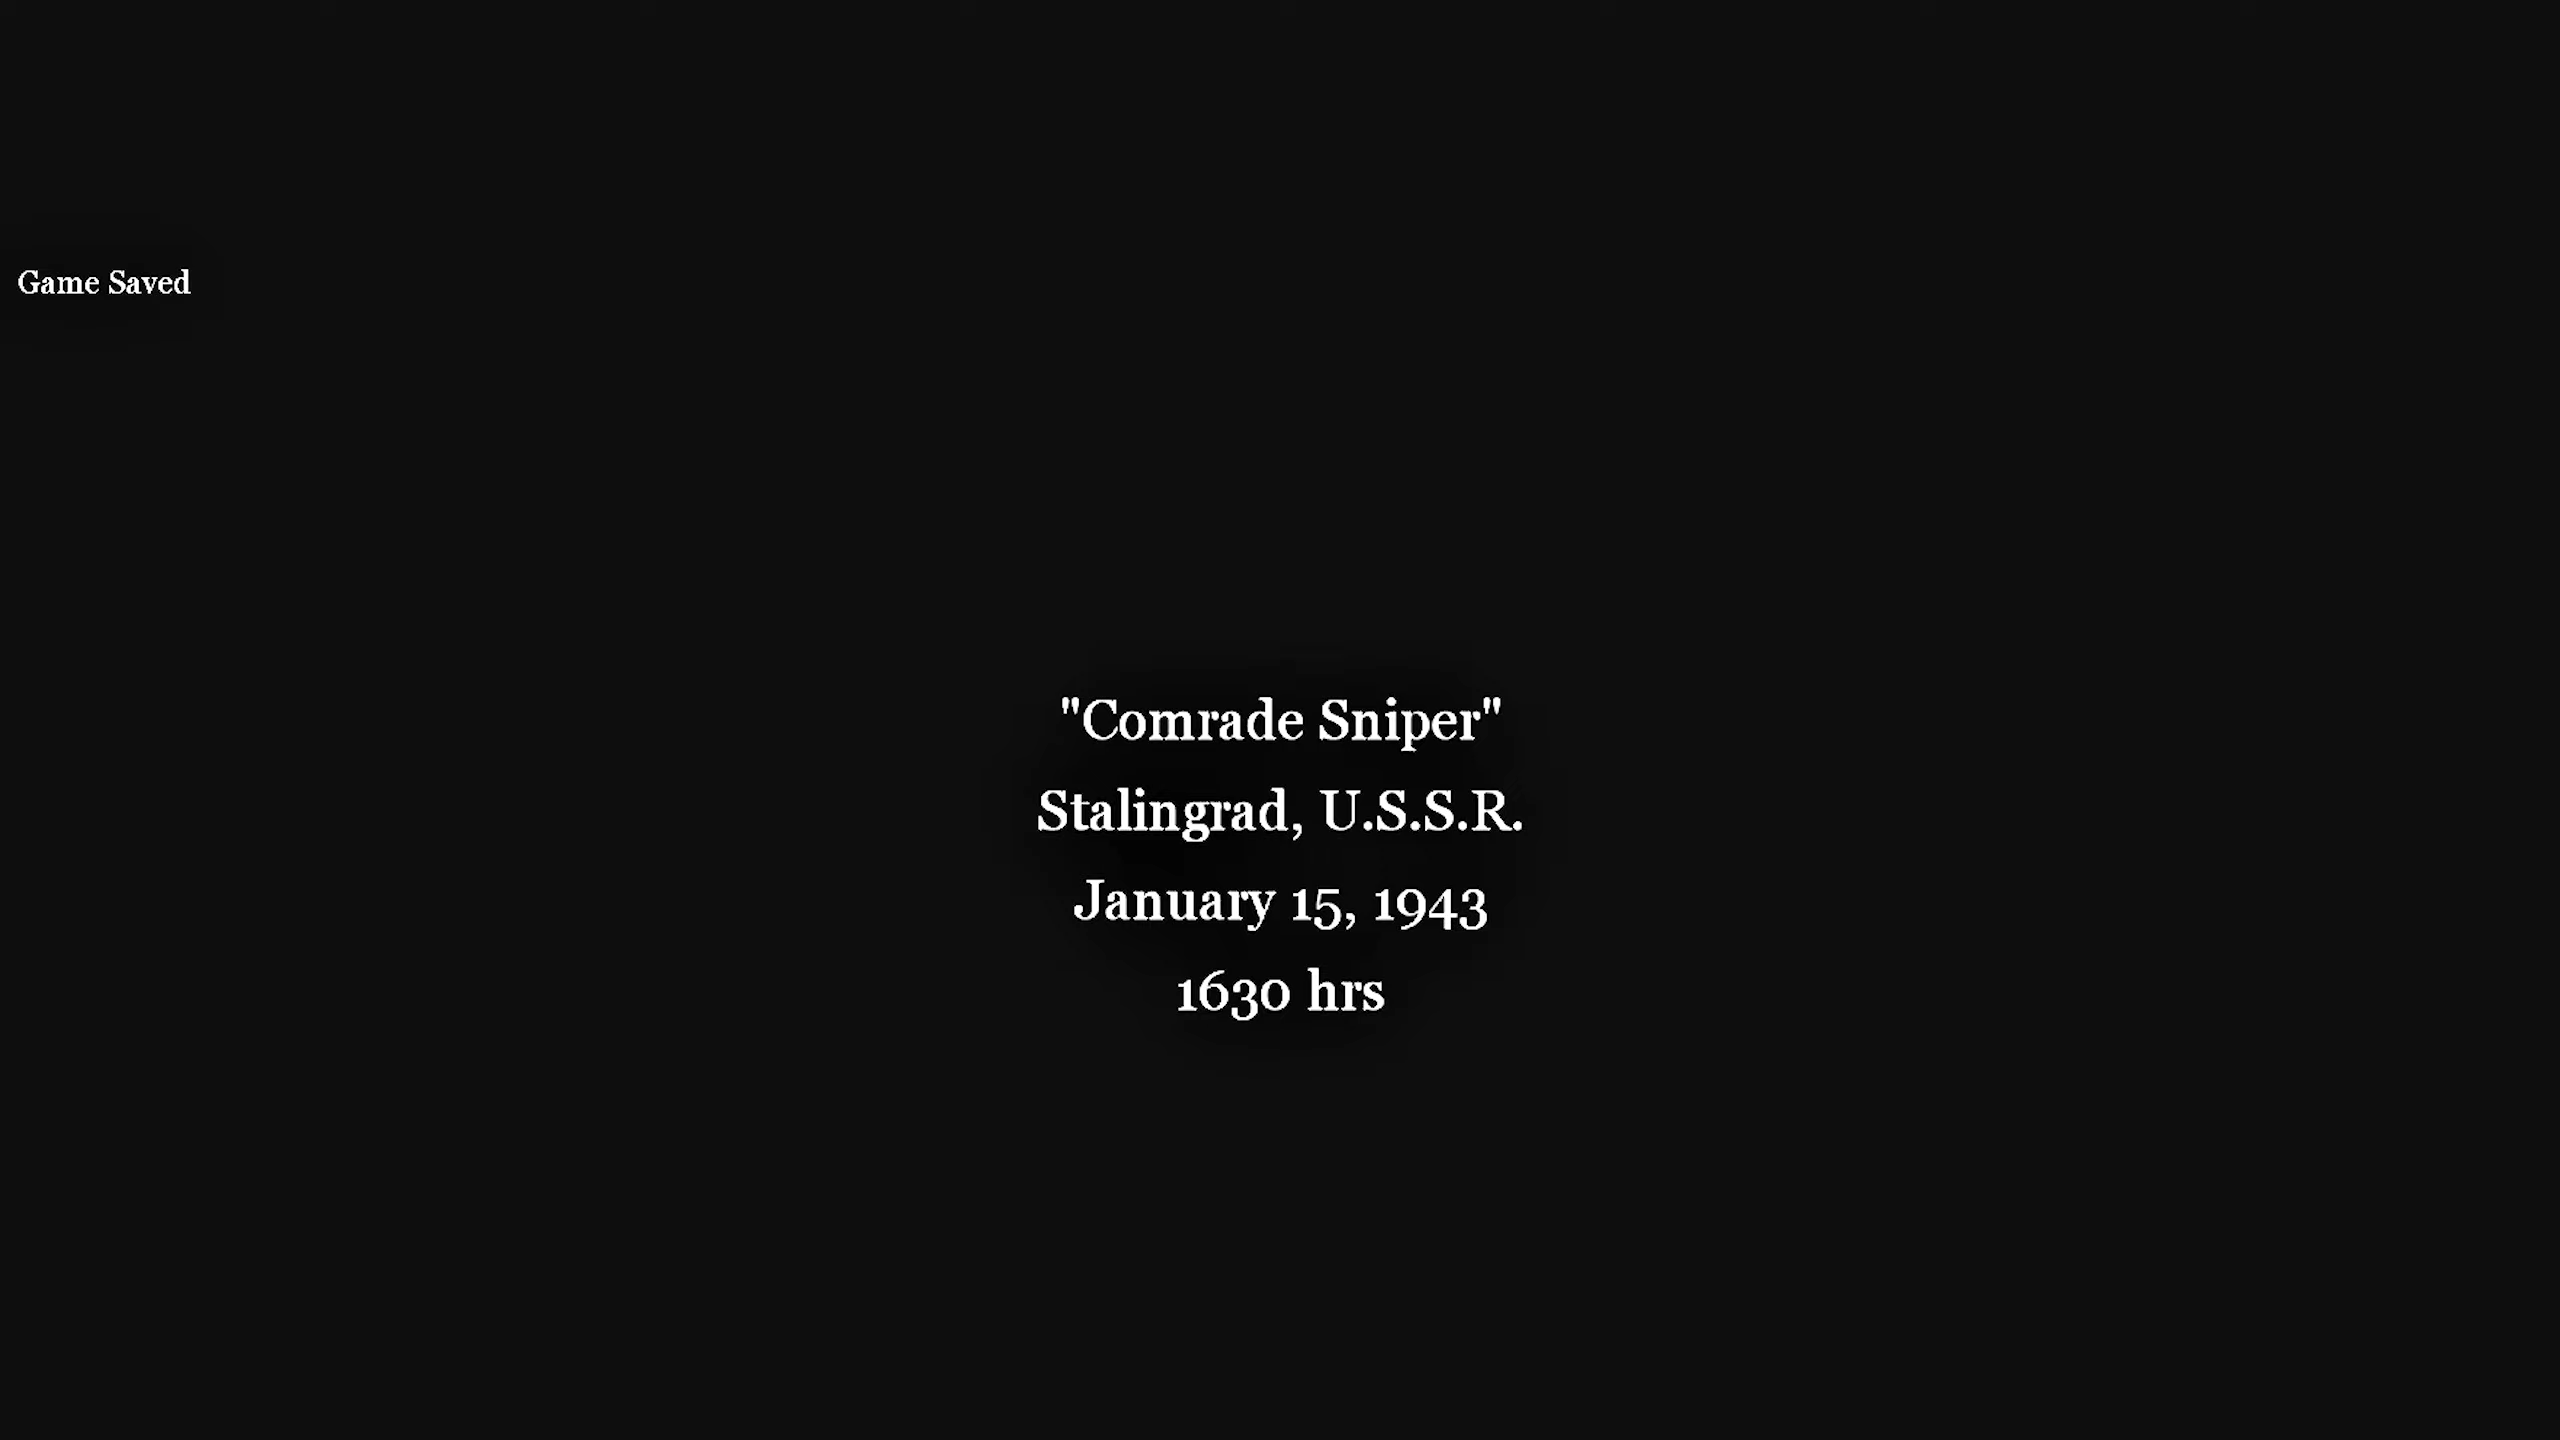 Game Saved
"Comrade Sniper"
Stalingrad, U.S.S.R.
January 15, 1943
1630 hrs